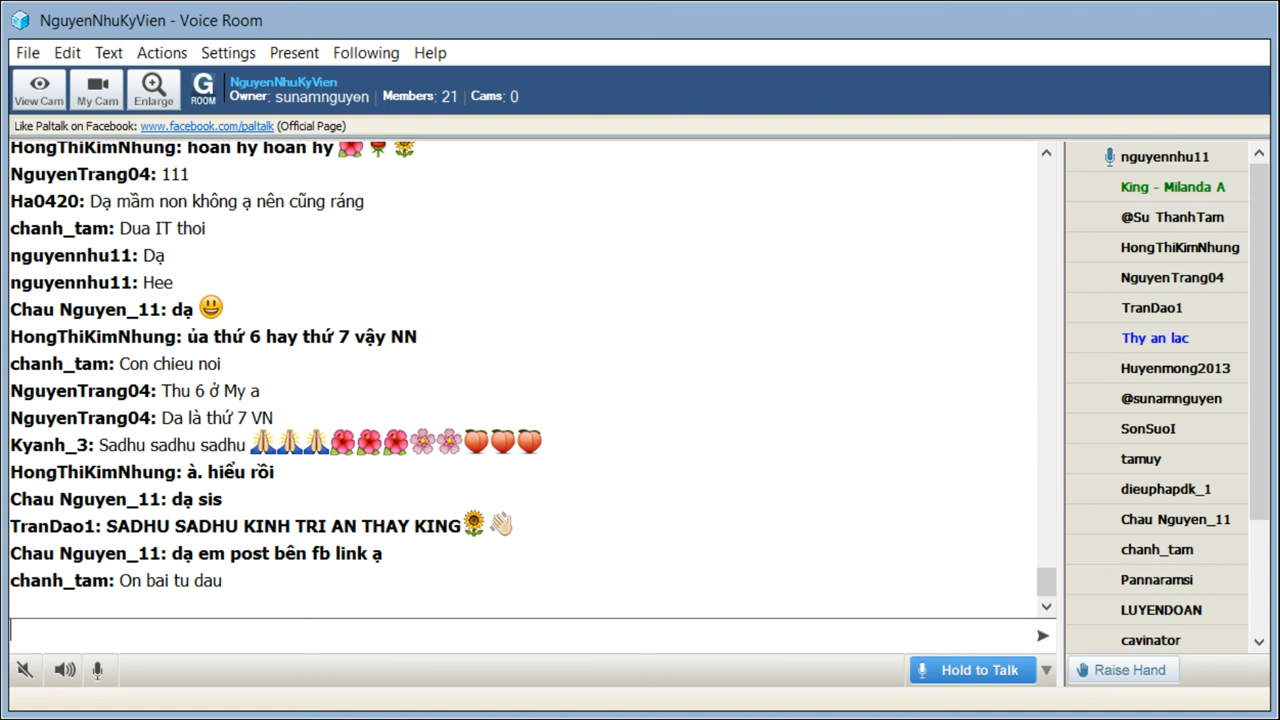 NguyenNhuKyVien - Voice Room
File Edit Text Actions Settings Present Following Help
View Cam
My Cam
Enlarge
G ROOM
NguyenNhuKyVien
Owner: sunamnguyen | Members: 21 | Cams: 0
Like Paltalk on Facebook: www.facebook.com/paltalk (Official Page)
HongThiKimNhung: hoan hy hoan hy
NguyenTrang04: 111
Ha0420: Dạ mầm non không ạ nên cũng ráng
chanh_tam: Dua IT thoi
nguyennhu11: Dạ
nguyennhu11: Hee
Chau Nguyen_11: dạ
HongThiKimNhung: ủa thứ 6 hay thứ 7 vậy NN
chanh_tam: Con chieu noi
NguyenTrang04: Thu 6 ở My a
NguyenTrang04: Da là thứ 7 VN
Kyanh_3: Sadhu sadhu sadhu
HongThiKimNhung: à. hiểu rồi
Chau Nguyen_11: dạ sis
TranDao1: SADHU SADHU KINH TRI AN THAY KING
Chau Nguyen_11: dạ em post bên fb link ạ
chanh_tam: On bai tu dau
nguyennhu11
King - Milanda A
@Su ThanhTam
HongThiKimNhung
NguyenTrang04
TranDao1
Thy an lac
Huyenmong2013
@sunamnguyen
SonSuoI
tamuy
dieuphapdk_1
Chau Nguyen_11
chanh_tam
Pannaramsi
LUYENDOAN
cavinator
Hold to Talk
Raise Hand